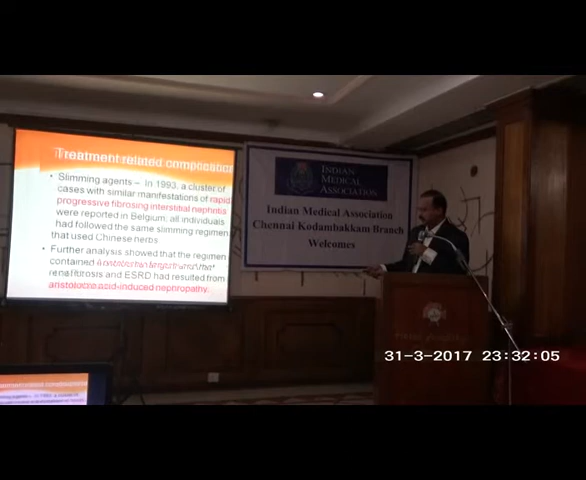 Treatment related complications
• Slimming agents – In 1993, a cluster of
cases with similar manifestations of rapid
progressive fibrosing interstitial nephritis
were reported in Belgium; all individuals
had followed the same slimming regimen
that used Chinese herbs
• Further analysis showed that the regimen
contained
renal fibrosis and ESRD had resulted from
aristolochic acid-induced nephropathy.
INDIAN
MEDICAL
ASSOCIATION
Indian Medical Association
Chennai Kodambakkam Branch
Welcomes
31-3-2017 23:32:05